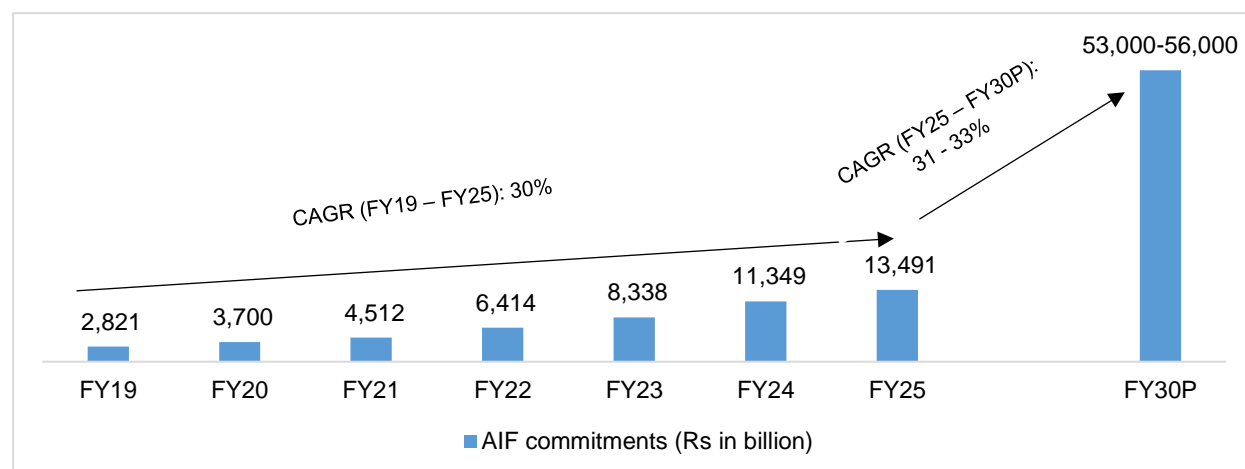 53,000-56,000
CAGR (FY25 – FY30P):
31 - 33%
CAGR (FY19 – FY25): 30%
2,821
3,700
4,512
6,414
8,338
11,349
13,491
FY19
FY20
FY21
FY22
FY23
FY24
FY25
FY30P
AIF commitments (Rs in billion)